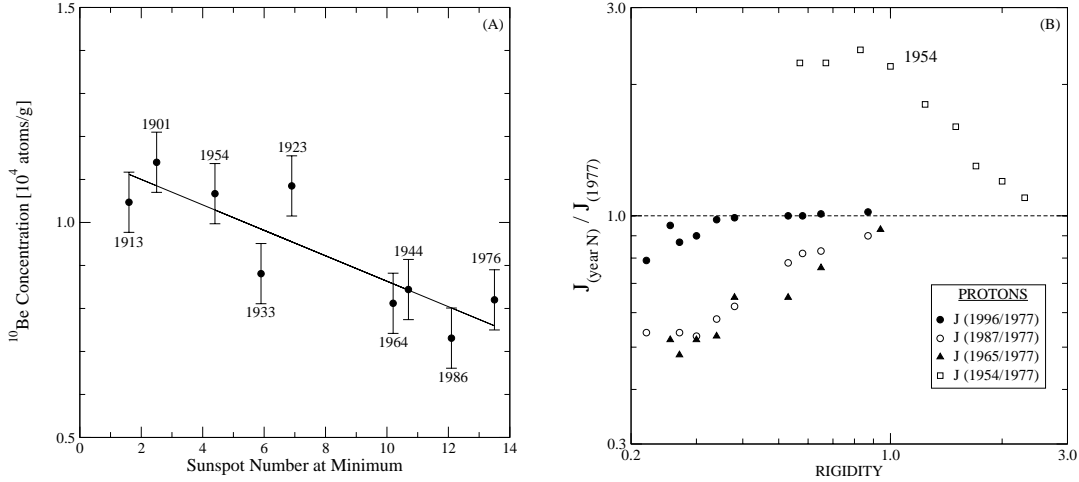 (A)
1.5
1.0
0.5
¹⁰Be Concentration [10⁴ atoms/g]
1901
1954
1923
1913
1933
1944
1976
1964
1986
0 2 4 6 8 10 12 14
Sunspot Number at Minimum
(B)
3.0
1.0
0.3
J(year N) / J(1977)
1954
PROTONS
J (1996/1977)
J (1987/1977)
J (1965/1977)
J (1954/1977)
0.2 1.0 3.0
RIGIDITY